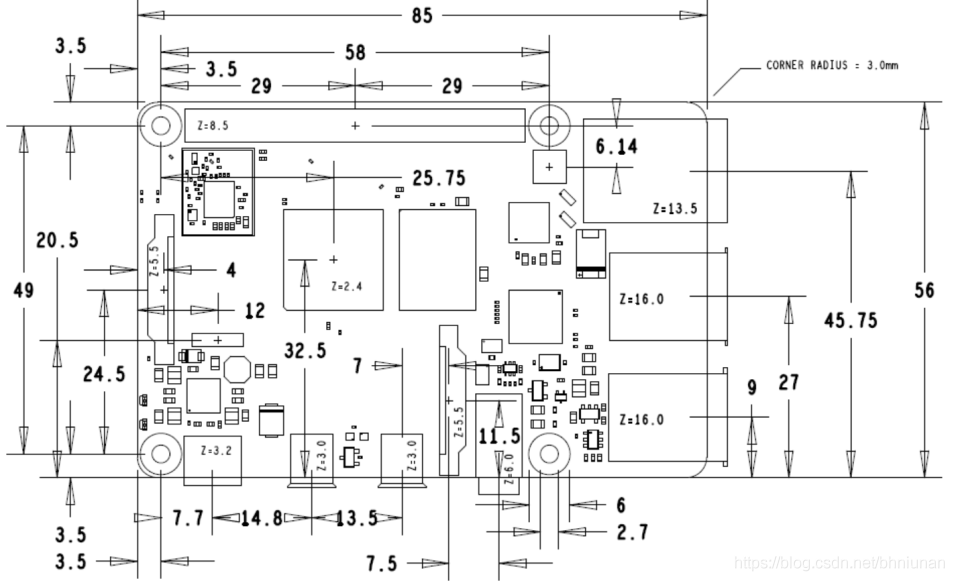 85
3.5
58
3.5
CORNER RADIUS = 3.0mm
29
29
Z=8.5
6.14
25.75
Z=13.5
20.5
Z=5.5
4
49
Z=2.4
Z=16.0
56
12
45.75
32.5
7
24.5
27
9
Z=5.5
Z=16.0
11.5
Z=3.2
Z=3.0
Z=3.0
Z=6.0
6
7.7
14.8
13.5
2.7
3.5
3.5
7.5
https://blog.csdn.net/bhniunan